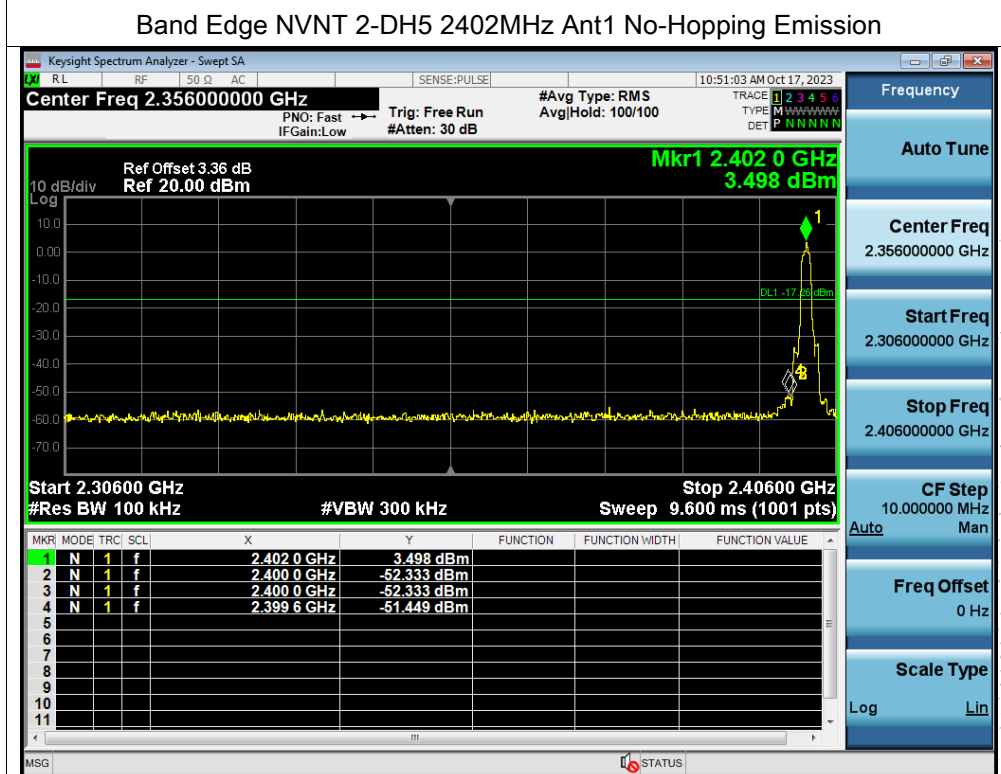 Band Edge NVNT 2-DH5 2402MHz Ant1 No-Hopping Emission
Keysight Spectrum Analyzer - Swept SA
LXI RL RF 50 Ω AC SENSE:PULSE 10:51:03 AM Oct 17, 2023
Center Freq 2.356000000 GHz
PNO: Fast
IFGain:Low
Trig: Free Run
#Atten: 30 dB
#Avg Type: RMS
Avg|Hold: 100/100
TRACE 1 2 3 4 5 6
TYPE M W W W W W
DET P N N N N N
Ref Offset 3.36 dB
10 dB/div Ref 20.00 dBm
Log
Mkr1 2.402 0 GHz
3.498 dBm
10.0
0.00
-10.0
-20.0
-30.0
-40.0
-50.0
-60.0
-70.0
1
DL1 -17.26 dBm
Start 2.30600 GHz Stop 2.40600 GHz
#Res BW 100 kHz #VBW 300 kHz Sweep 9.600 ms (1001 pts)
MKR MODE TRC SCL X Y FUNCTION FUNCTION WIDTH FUNCTION VALUE
1 N 1 f 2.402 0 GHz 3.498 dBm
2 N 1 f 2.400 0 GHz -52.333 dBm
3 N 1 f 2.400 0 GHz -52.333 dBm
4 N 1 f 2.399 6 GHz -51.449 dBm
5
6
7
8
9
10
11
MSG STATUS
Frequency
Auto Tune
Center Freq
2.356000000 GHz
Start Freq
2.306000000 GHz
Stop Freq
2.406000000 GHz
CF Step
10.000000 MHz
Auto Man
Freq Offset
0 Hz
Scale Type
Log Lin